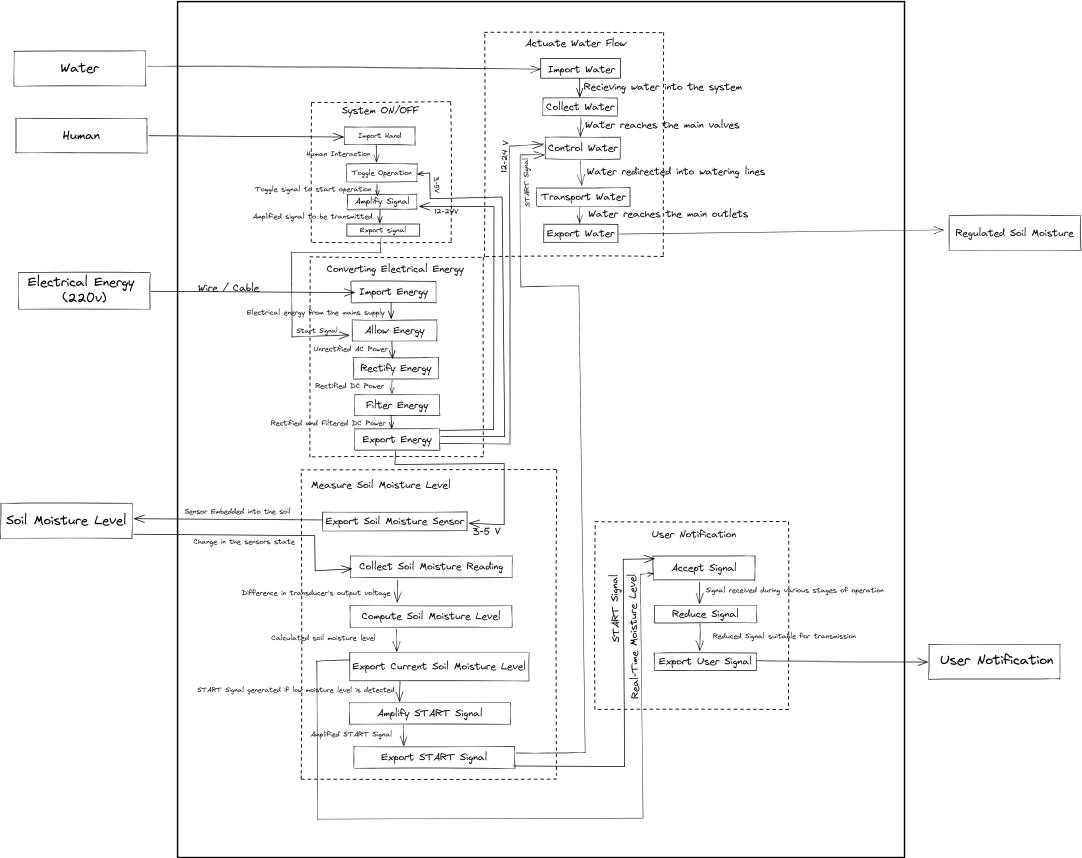 Actuate Water Flow
Water
Import Water
Recieving water into the system
Collect Water
Water reaches the main valves
Control Water
12-24 V
START Signal
Water redirected into watering lines
Transport Water
Water reaches the main outlets
Export Water
Regulated Soil Moisture
System ON/OFF
Human
Import Hand
Human Interaction
Toggle Operation
3-5V
Toggle signal to start operation
Amplify Signal
12-24V
Amplified signal to be transmitted
Export signal
Converting Electrical Energy
Electrical Energy
(220v)
Wire / Cable
Import Energy
Electrical energy from the mains supply
Start Signal
Allow Energy
Unrectified AC Power
Rectify Energy
Rectified DC Power
Filter Energy
Rectified and Filtered DC Power
Export Energy
Measure Soil Moisture Level
Soil Moisture Level
Sensor Embedded into the soil
Export Soil Moisture Sensor
3-5 V
Change in the sensors state
Collect Soil Moisture Reading
Difference in transducer's output voltage
Compute Soil Moisture Level
Calculated soil moisture level
Export Current Soil Moisture Level
START Signal generated if low moisture level is detected
Amplify START Signal
Amplified START Signal
Export START Signal
User Notification
START Signal
Real-Time Moisture Level
Accept Signal
Signal received during various stages of operation
Reduce Signal
Reduced Signal suitable for transmission
Export User Signal
User Notification